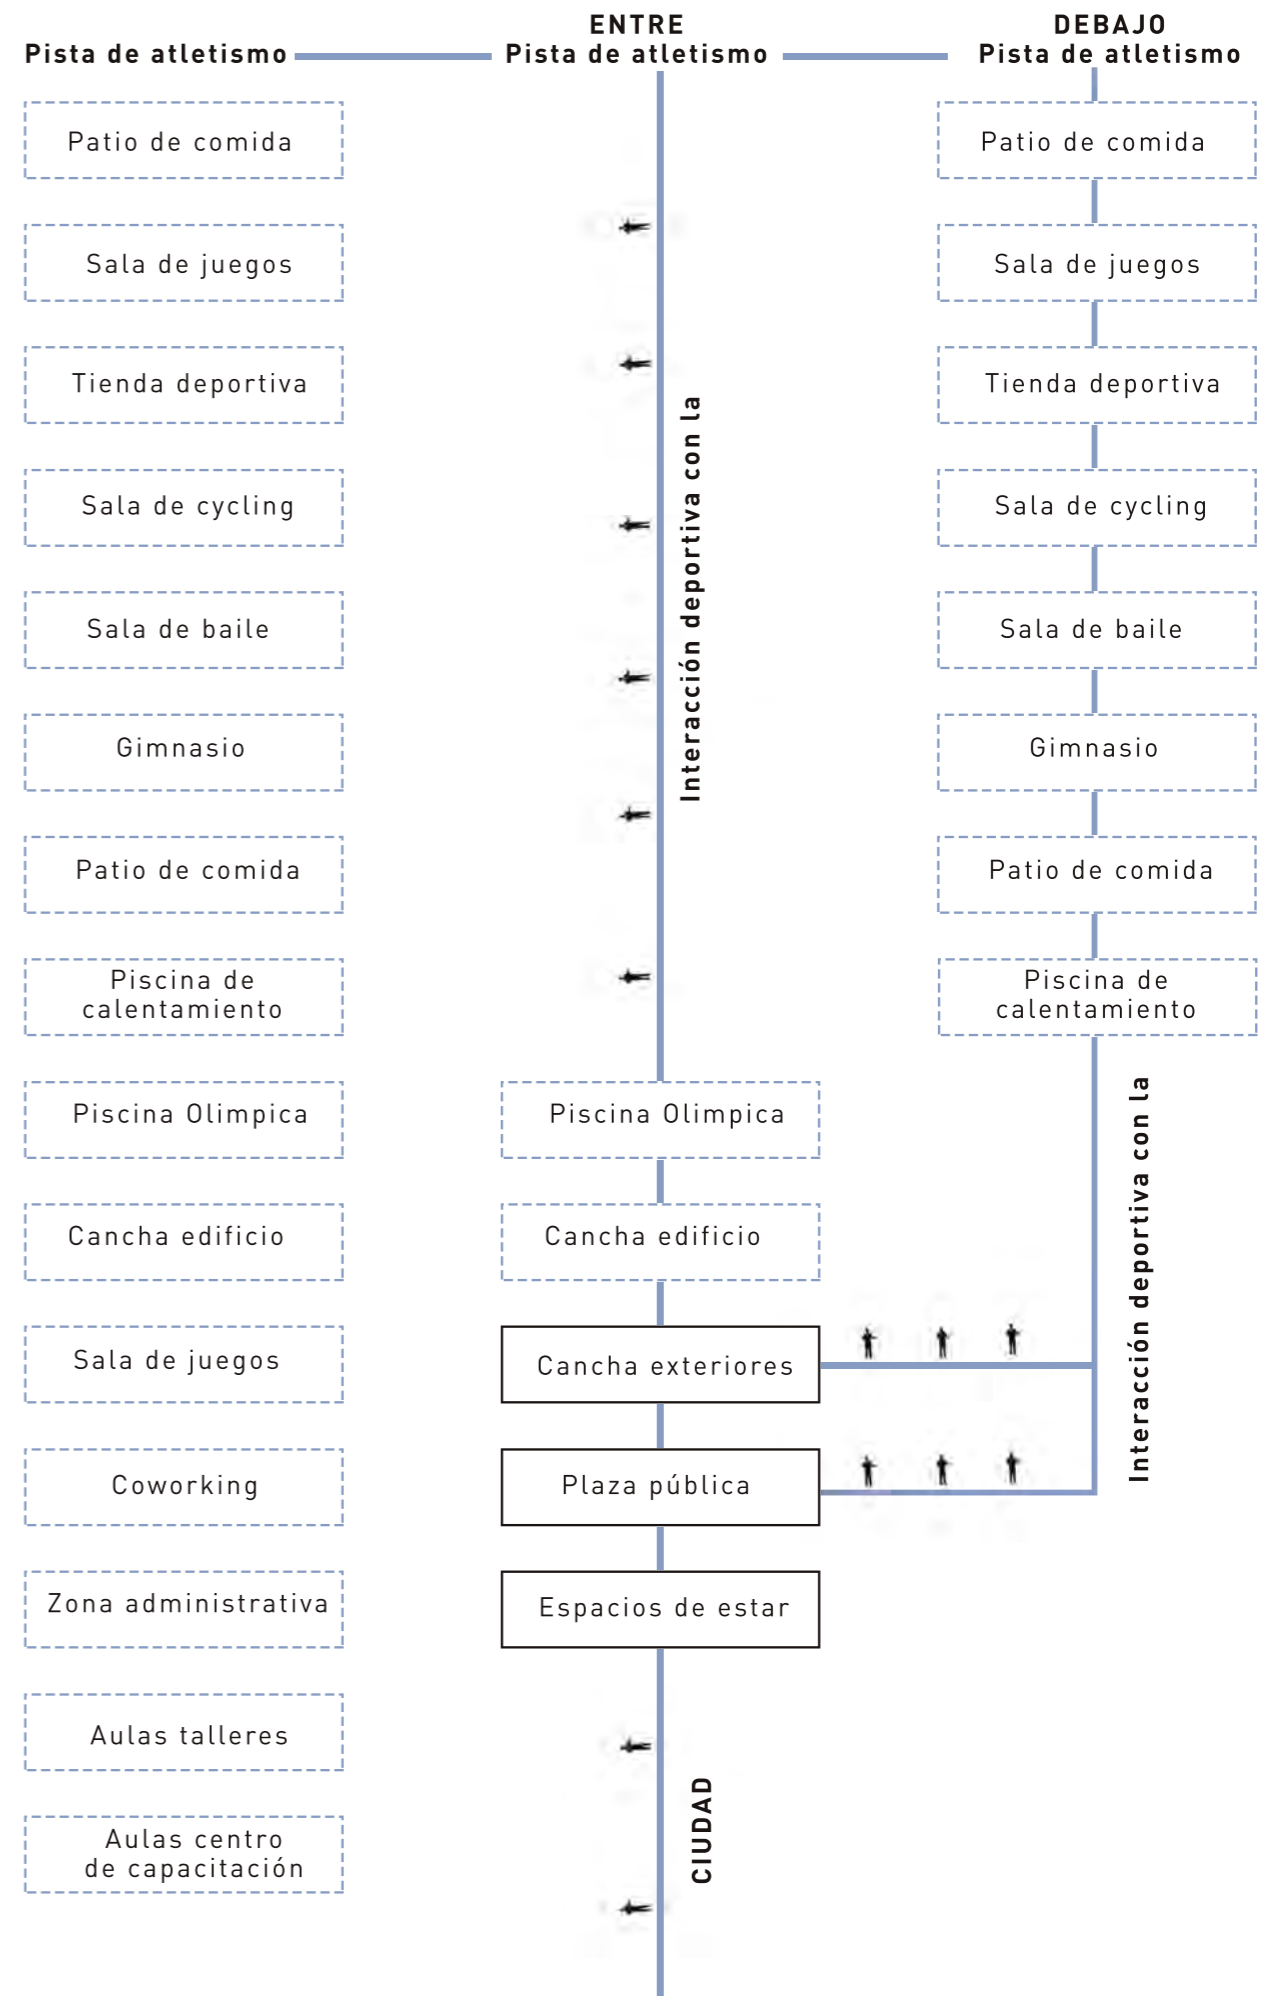 Pista de atletismo
Patio de comida
Sala de juegos
Tienda deportiva
Sala de cycling
Sala de baile
Gimnasio
Patio de comida
Piscina de
calentamiento
Piscina Olimpica
Cancha edificio
Sala de juegos
Coworking
Zona administrativa
Aulas talleres
Aulas centro
de capacitación
ENTRE
Pista de atletismo
Interacción deportiva con la
Piscina Olimpica
Cancha edificio
Cancha exteriores
Plaza pública
Espacios de estar
CIUDAD
DEBAJO
Pista de atletismo
Patio de comida
Sala de juegos
Tienda deportiva
Sala de cycling
Sala de baile
Gimnasio
Patio de comida
Piscina de
calentamiento
Interacción deportiva con la